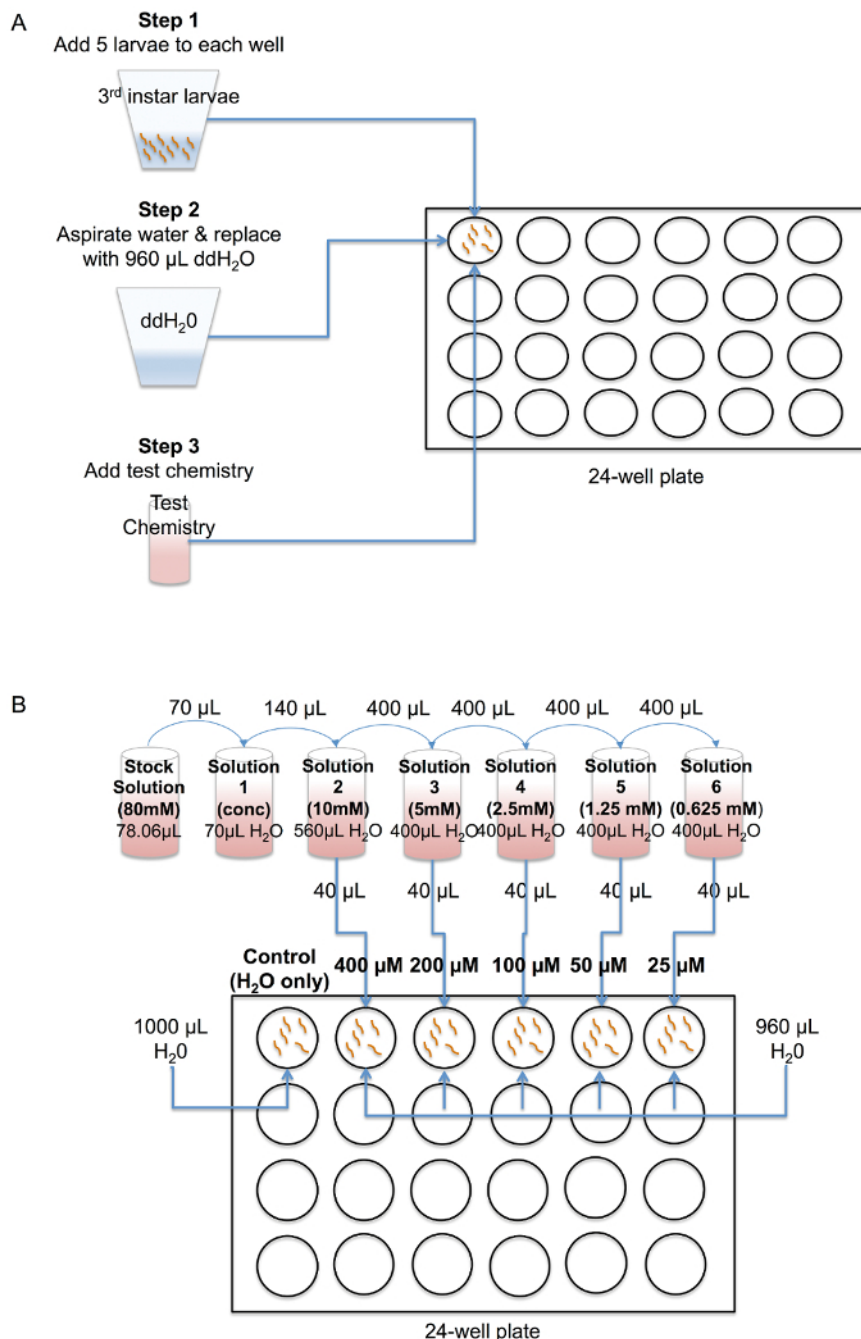 A
Step 1
Add 5 larvae to each well
3rd instar larvae
Step 2
Aspirate water & replace
with 960 µL ddH2O
ddH20
Step 3
Add test chemistry
Test
Chemistry
24-well plate
B
70 µL 140 µL 400 µL 400 µL 400 µL 400 µL
Stock Solution Solution Solution Solution Solution Solution
Solution 1 2 3 4 5 6
(80mM) (conc) (10mM) (5mM) (2.5mM) (1.25 mM) (0.625 mM)
78.06µL 70µL H2O 560µL H2O 400µL H2O 400µL H2O 400µL H2O 400µL H2O
40 µL 40 µL 40 µL 40 µL 40 µL
Control
(H2O only) 400 µM 200 µM 100 µM 50 µM 25 µM
1000 µL
H20
960 µL
H20
24-well plate